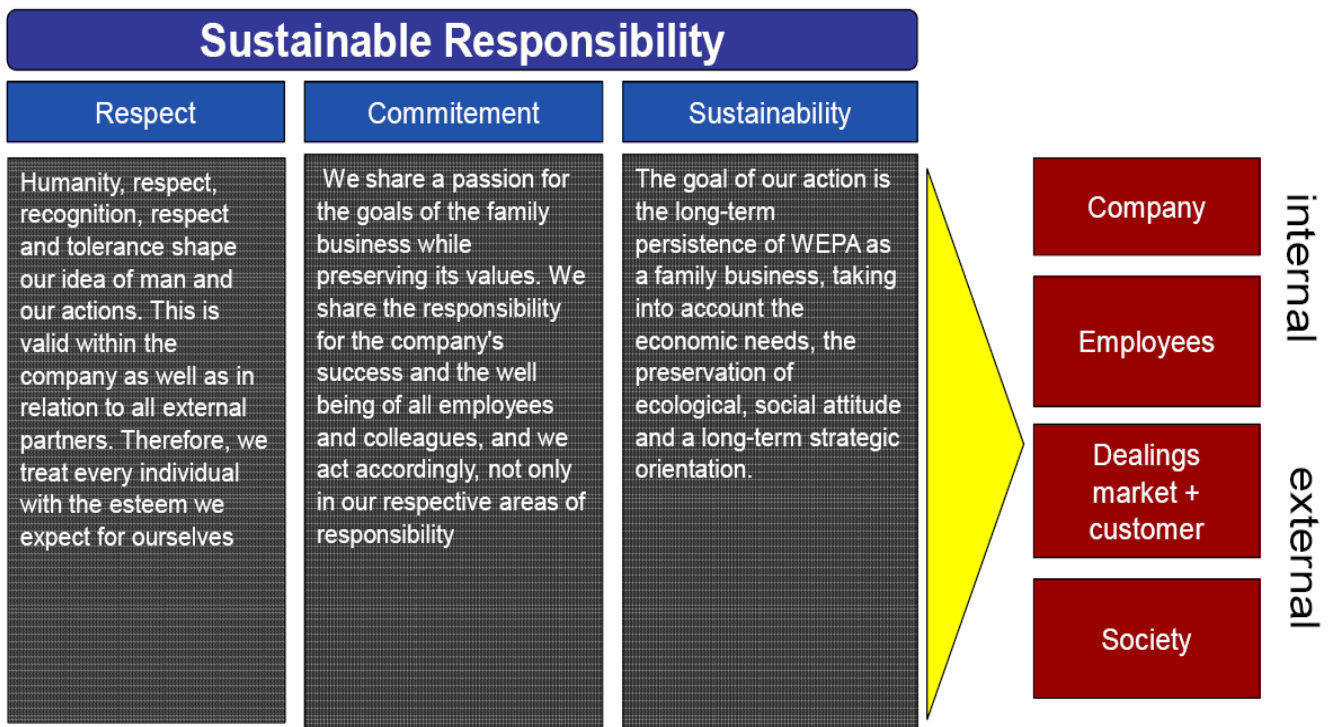 Sustainable Responsibility
Respect
Humanity, respect,
recognition, respect
and tolerance shape
our idea of man and
our actions. This is
valid within the
company as well as in
relation to all external
partners. Therefore, we
treat every individual
with the esteem we
expect for ourselves
Commitement
We share a passion for
the goals of the family
business while
preserving its values. We
share the responsibility
for the company's
success and the well
being of all employees
and colleagues, and we
act accordingly, not only
in our respective areas of
responsibility
Sustainability
The goal of our action is
the long-term
persistence of WEPA as
a family business, taking
into account the
economic needs, the
preservation of
ecological, social attitude
and a long-term strategic
orientation.
Company
Employees
internal
Dealings
market +
customer
Society
external